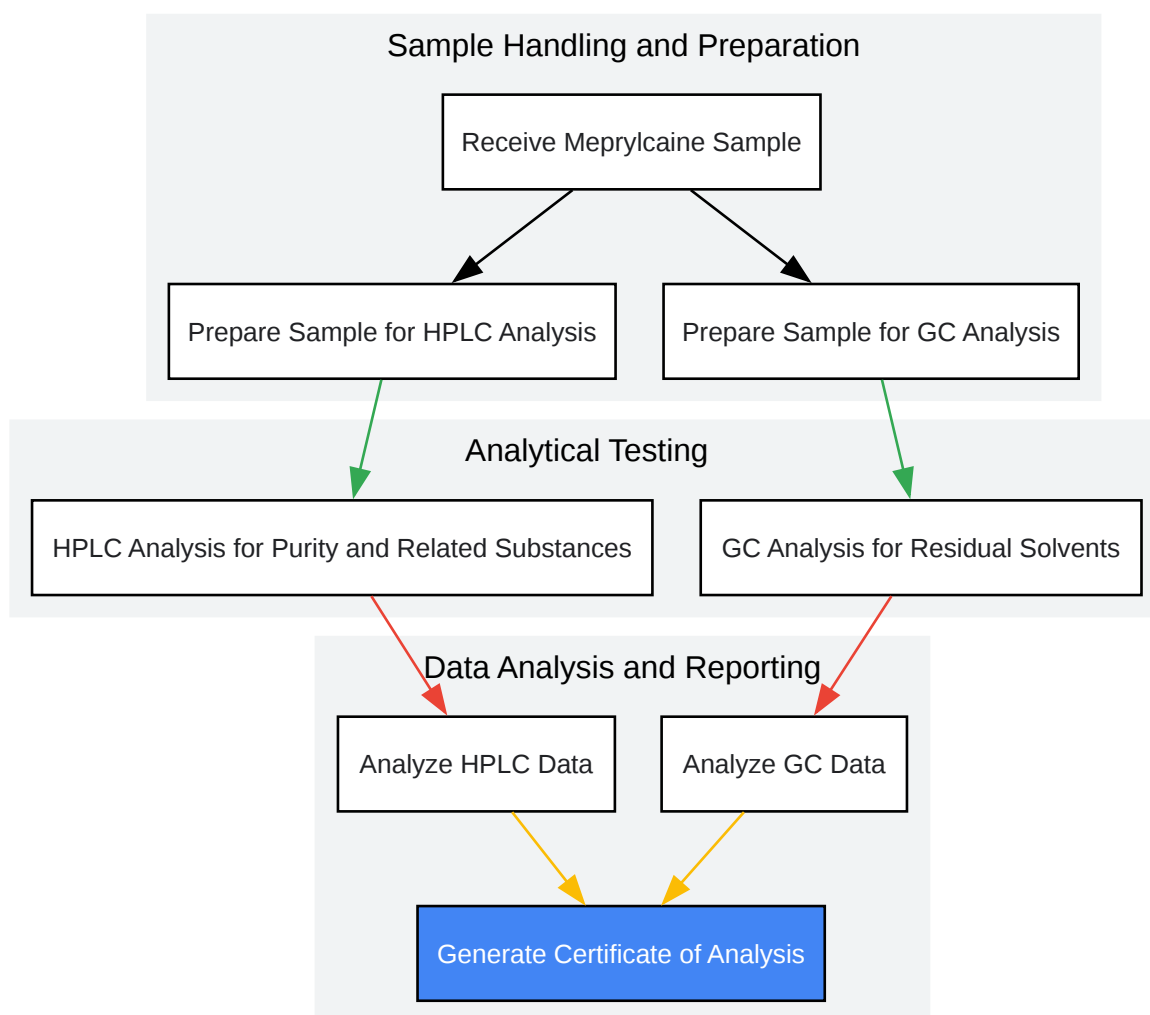 Sample Handling and Preparation
Receive Meprylcaine Sample
Prepare Sample for HPLC Analysis
Prepare Sample for GC Analysis
Analytical Testing
HPLC Analysis for Purity and Related Substances
GC Analysis for Residual Solvents
Data Analysis and Reporting
Analyze HPLC Data
Analyze GC Data
Generate Certificate of Analysis